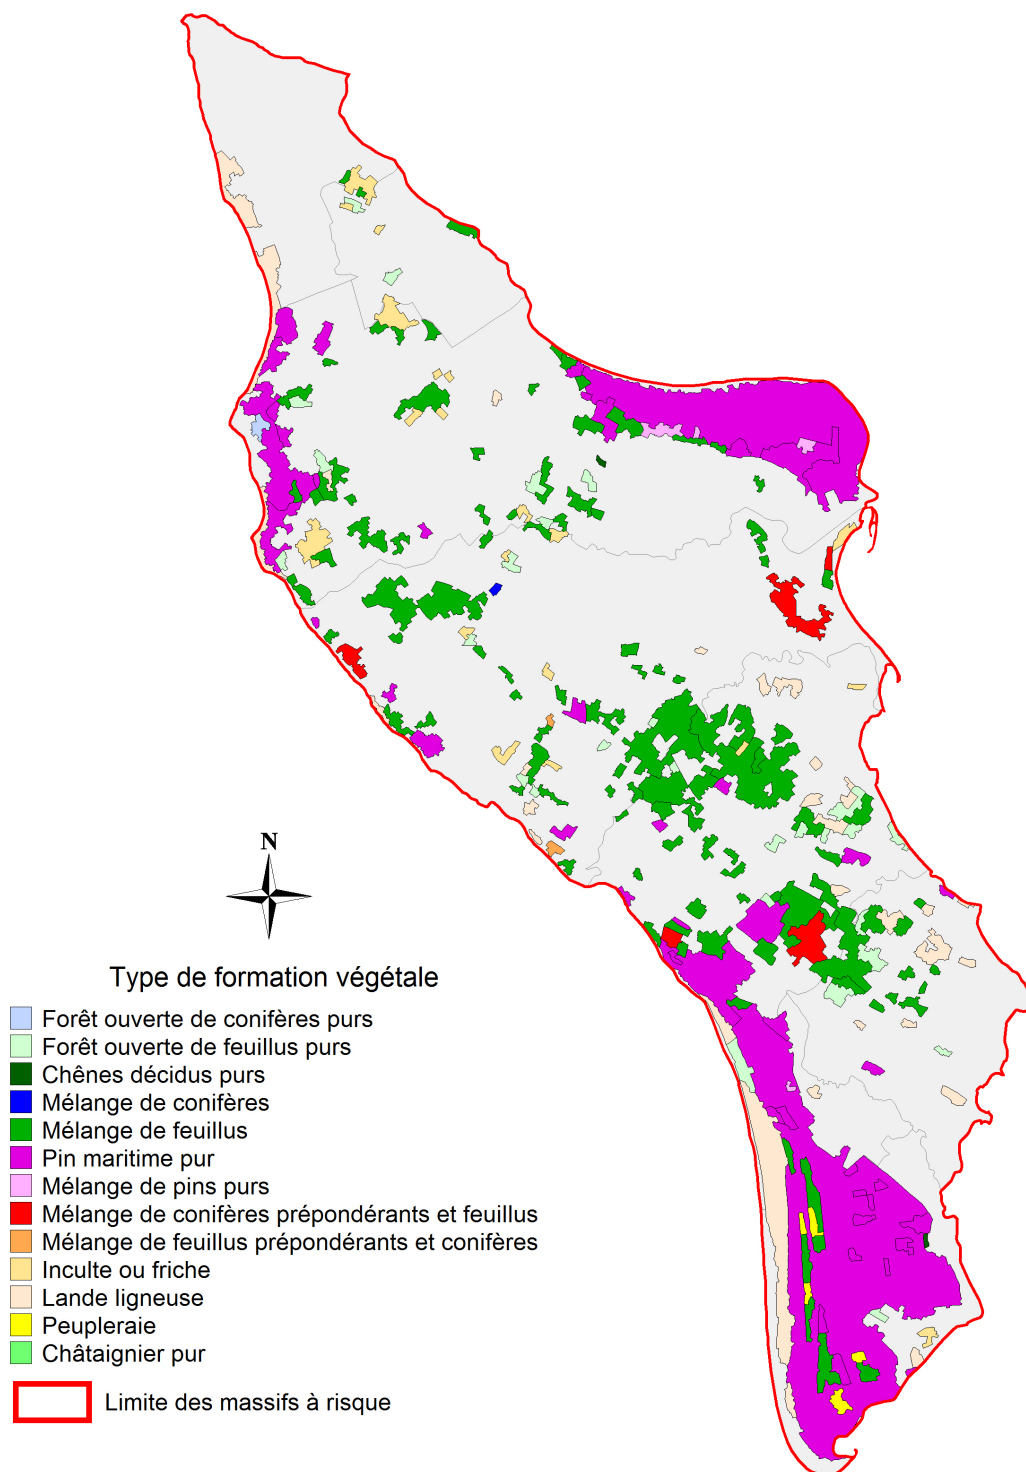 N
Type de formation végétale
Forêt ouverte de conifères purs
Forêt ouverte de feuillus purs
Chênes décidus purs
Mélange de conifères
Mélange de feuillus
Pin maritime pur
Mélange de pins purs
Mélange de conifères prépondérants et feuillus
Mélange de feuillus prépondérants et conifères
Inculte ou friche
Lande ligneuse
Peupleraie
Châtaignier pur
Limite des massifs à risque